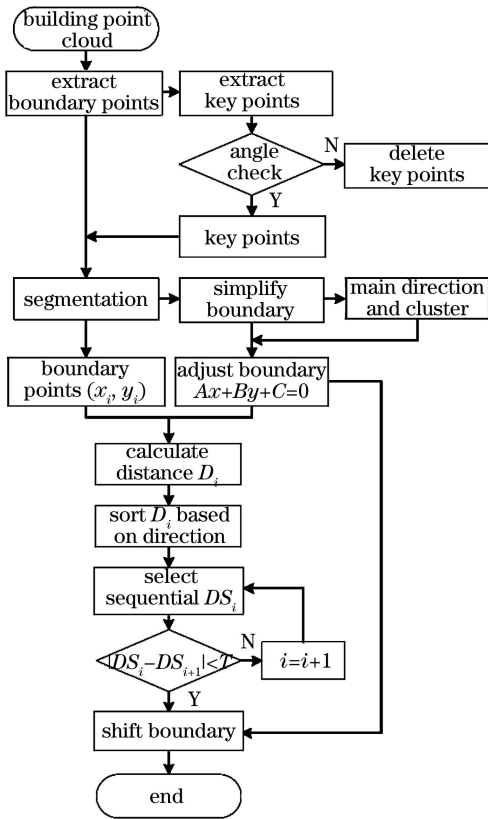 building point
cloud
extract
boundary points
extract
key points
angle
check
N
delete
key points
Y
key points
segmentation
simplify
boundary
main direction
and cluster
boundary
points (xᵢ, yᵢ)
adjust boundary
Ax+By+C=0
calculate
distance Dᵢ
sort Dᵢ based
on direction
select
sequential DSᵢ
|DSᵢ−DSᵢ₊₁|<T
N
i=i+1
Y
shift boundary
end